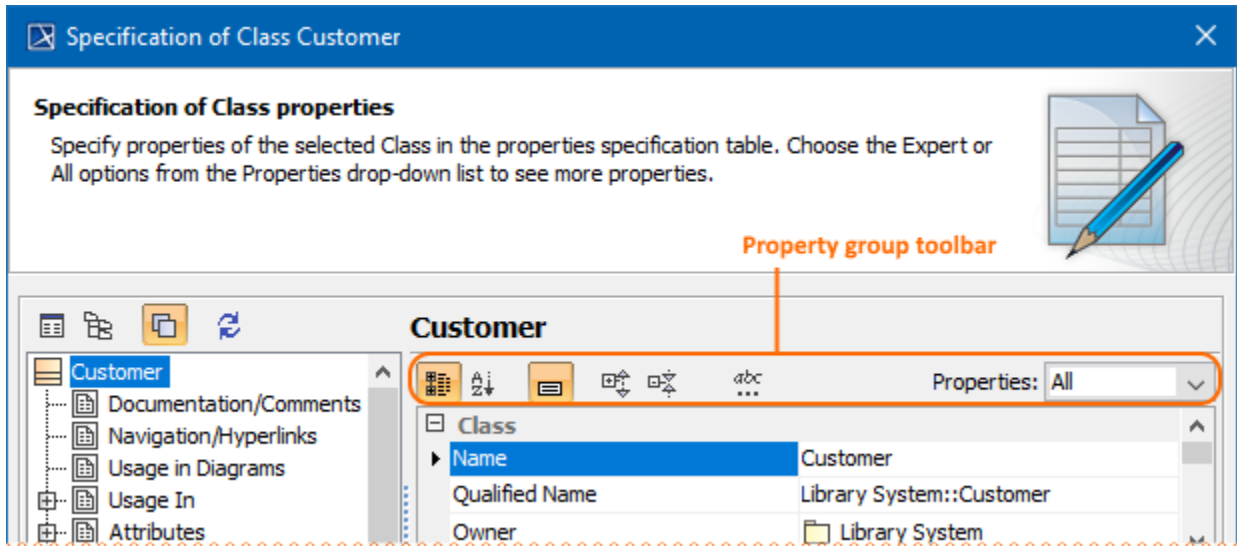 Specification of Class Customer
Specification of Class properties
Specify properties of the selected Class in the properties specification table. Choose the Expert or
All options from the Properties drop-down list to see more properties.
Property group toolbar
Customer
Customer
Documentation/Comments
Navigation/Hyperlinks
Usage in Diagrams
Usage In
Attributes
A Z abc ... Properties: All
Class
Name Customer
Qualified Name Library System::Customer
Owner Library System